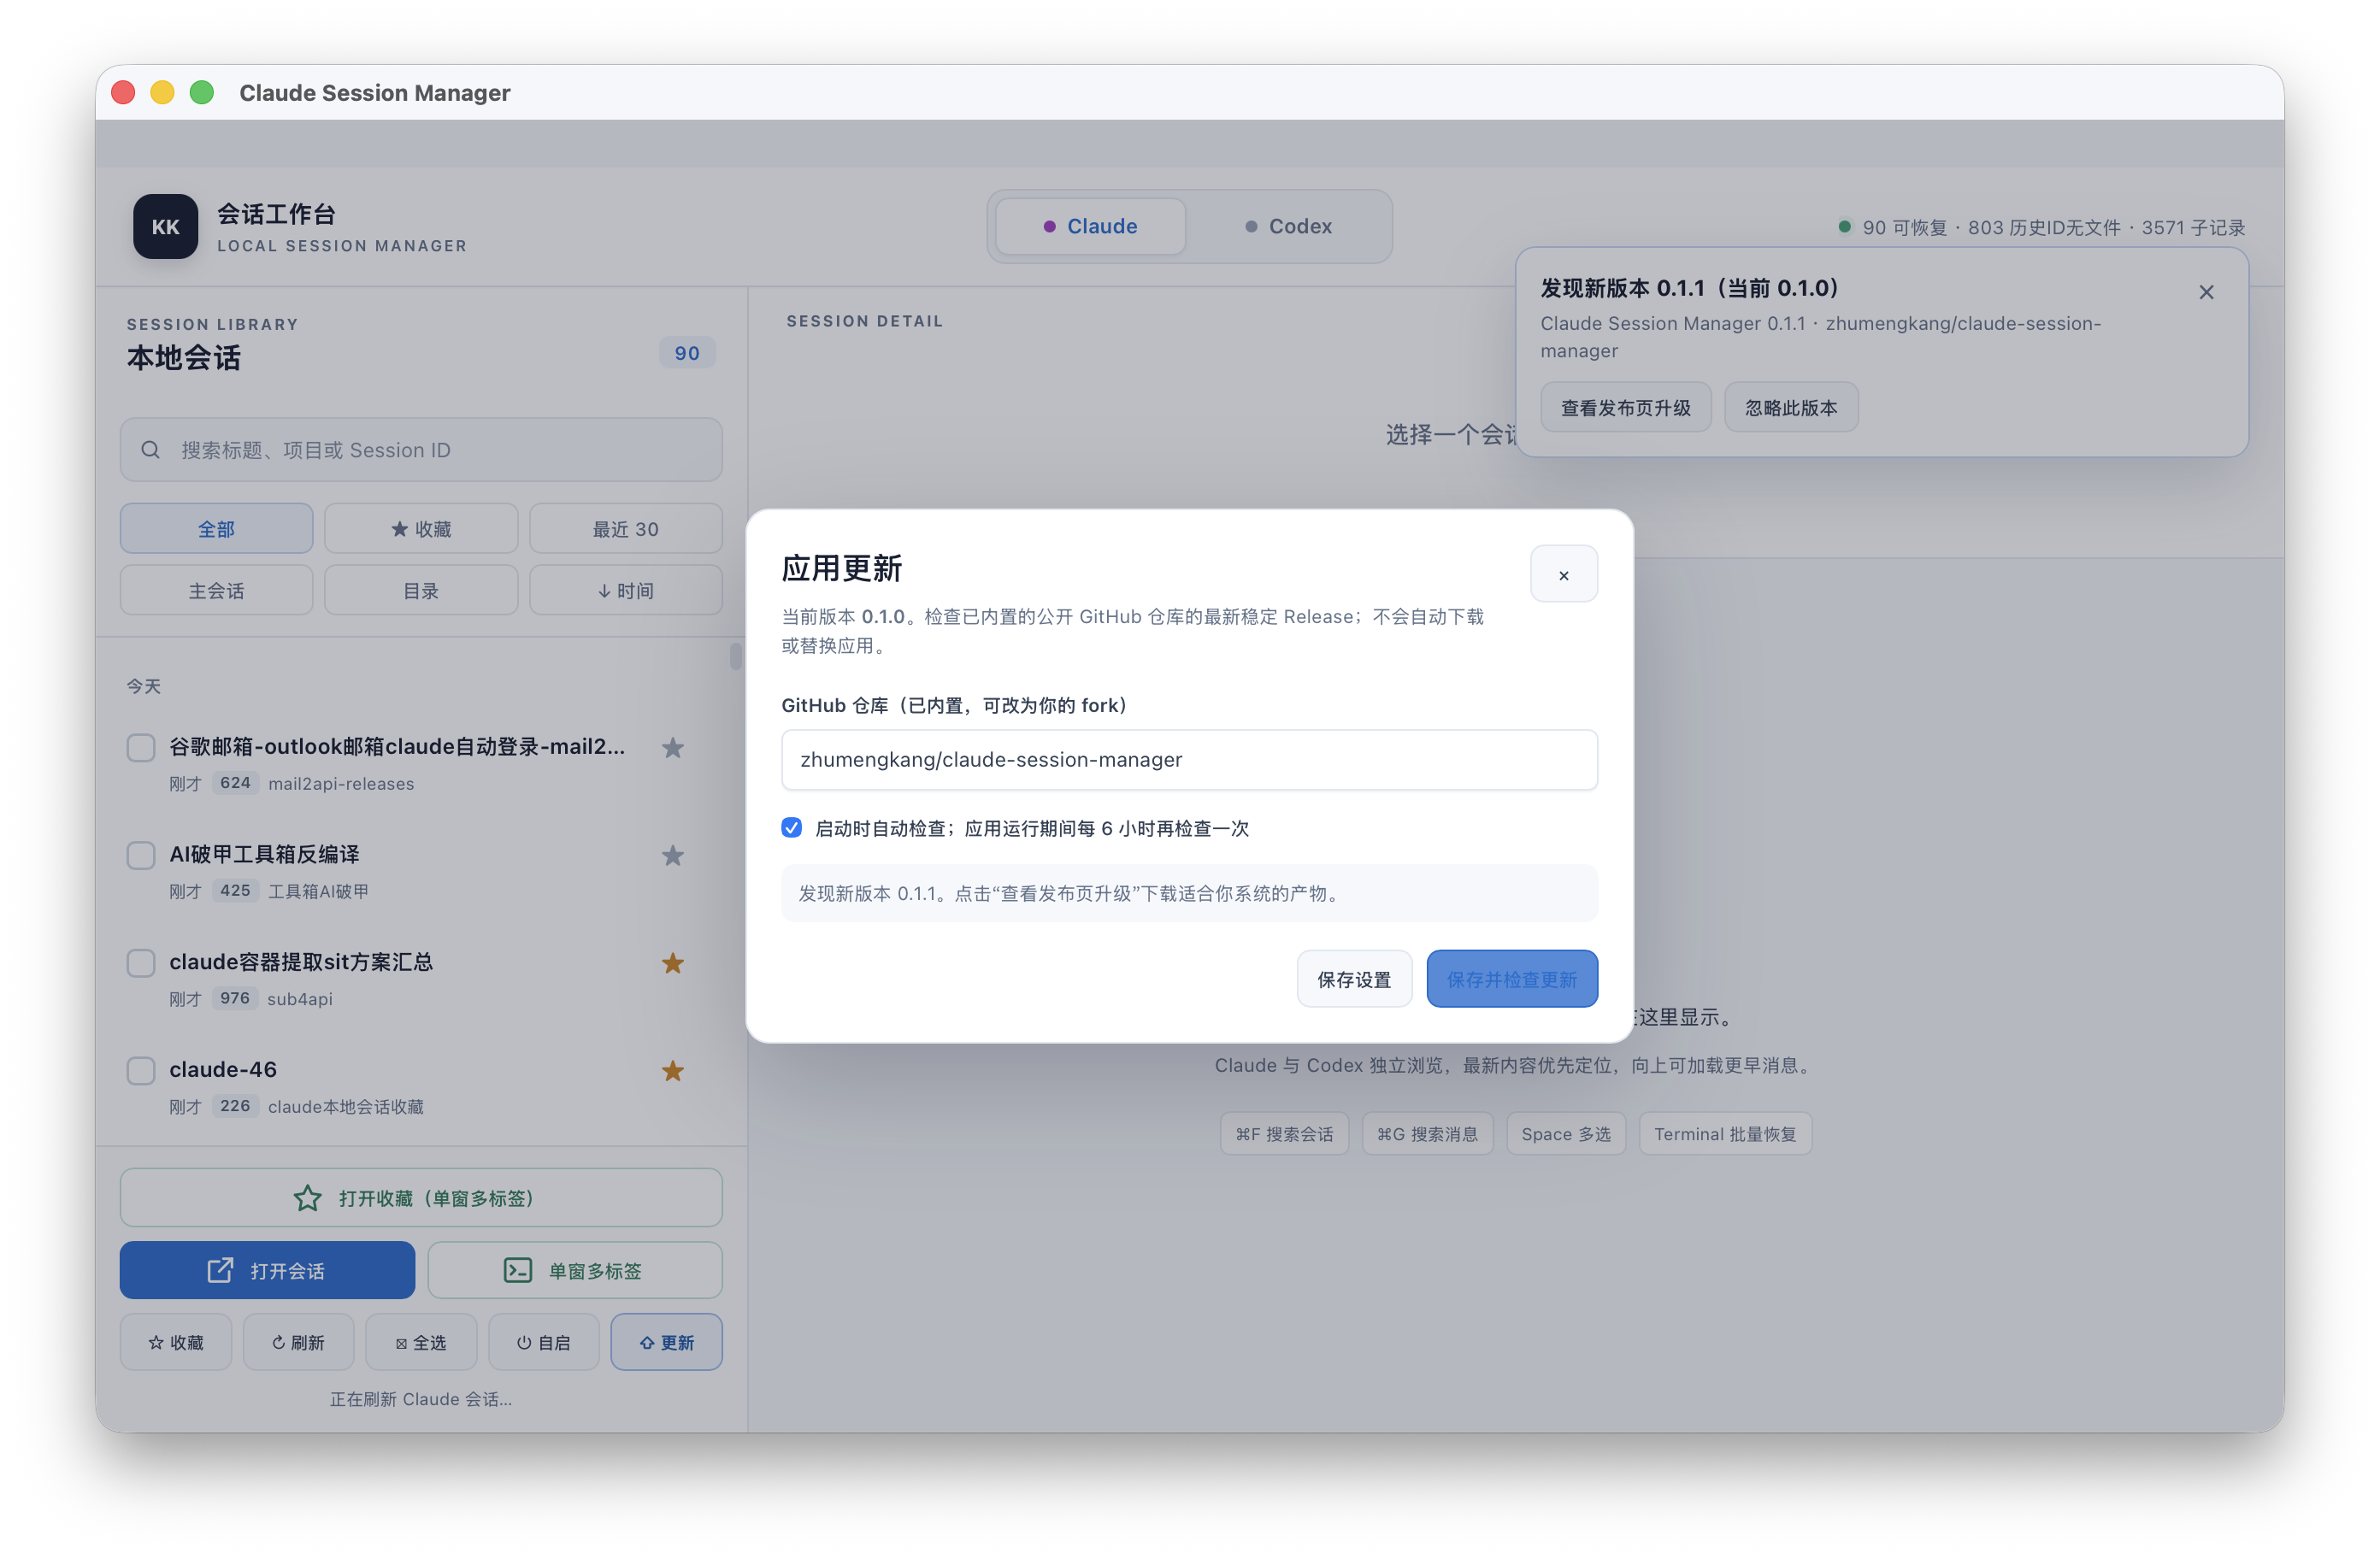 Claude Session Manager
KK
会话工作台
LOCAL SESSION MANAGER
Claude
Codex
90 可恢复 · 803 历史ID无文件 · 3571 子记录
发现新版本 0.1.1（当前 0.1.0）
×
Claude Session Manager 0.1.1 · zhumengkang/claude-session-
manager
查看发布页升级
忽略此版本
SESSION LIBRARY
本地会话
90
搜索标题、项目或 Session ID
全部
★ 收藏
最近 30
主会话
目录
↓ 时间
今天
谷歌邮箱-outlook邮箱claude自动登录-mail2...
刚才 624 mail2api-releases
AI破甲工具箱反编译
刚才 425 工具箱AI破甲
claude容器提取sit方案汇总
刚才 976 sub4api
claude-46
刚才 226 claude本地会话收藏
打开收藏（单窗多标签）
打开会话
单窗多标签
☆ 收藏
↻ 刷新
⊠ 全选
⏻ 自启
更新
正在刷新 Claude 会话...
SESSION DETAIL
选择一个会话
应用更新
×
当前版本 0.1.0。检查已内置的公开 GitHub 仓库的最新稳定 Release；不会自动下载
或替换应用。
GitHub 仓库（已内置，可改为你的 fork）
zhumengkang/claude-session-manager
启动时自动检查；应用运行期间每 6 小时再检查一次
发现新版本 0.1.1。点击“查看发布页升级”下载适合你系统的产物。
保存设置
保存并检查更新
这里显示。
Claude 与 Codex 独立浏览，最新内容优先定位，向上可加载更早消息。
⌘F 搜索会话
⌘G 搜索消息
Space 多选
Terminal 批量恢复